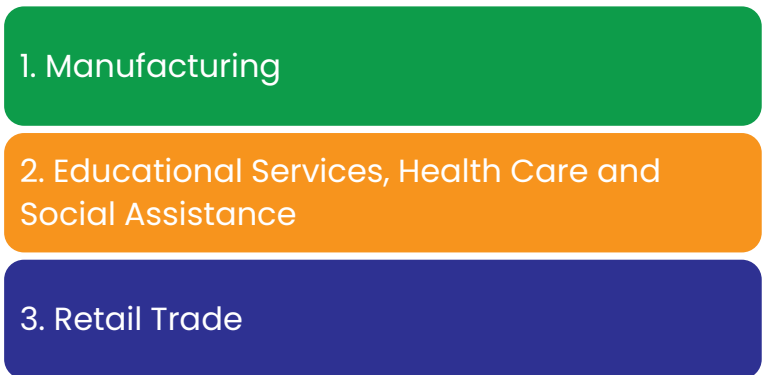 1. Manufacturing
2. Educational Services, Health Care and
Social Assistance
3. Retail Trade